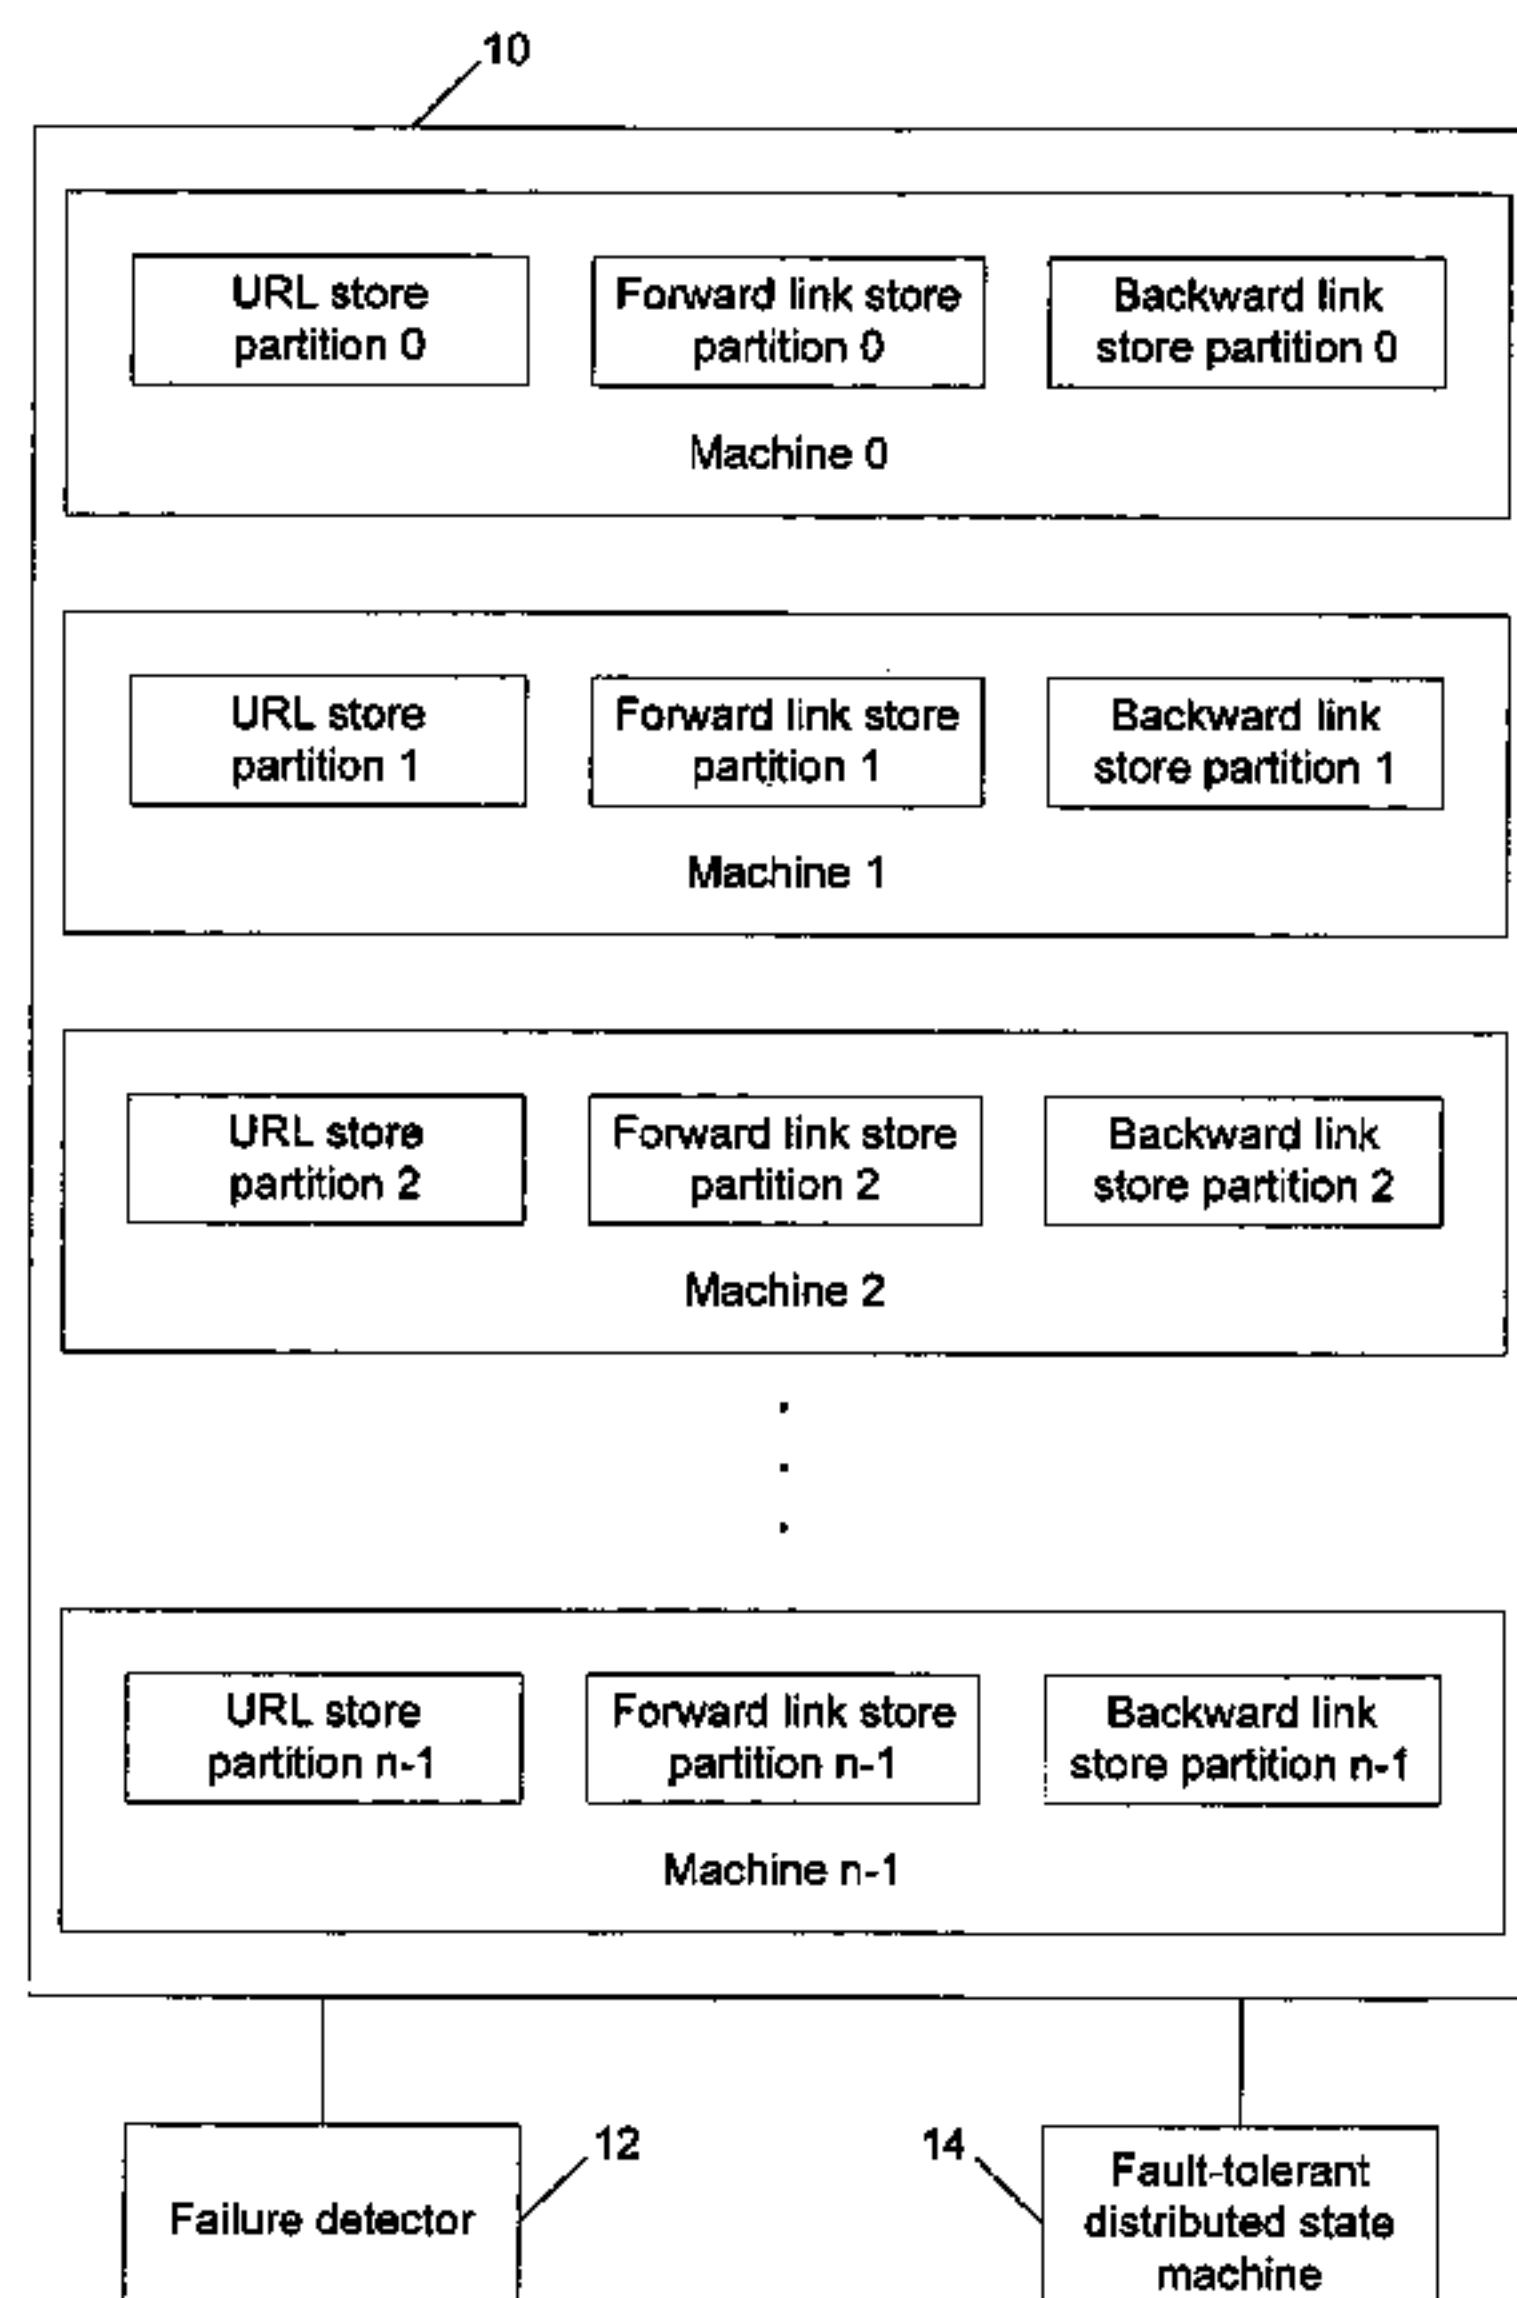 10
URL store
partition 0
Forward link store
partition 0
Backward link
store partition 0
Machine 0
URL store
partition 1
Forward link store
partition 1
Backward link
store partition 1
Machine 1
URL store
partition 2
Forward link store
partition 2
Backward link
store partition 2
Machine 2
URL store
partition n-1
Forward link store
partition n-1
Backward link
store partition n-1
Machine n-1
12
Failure detector
14
Fault-tolerant
distributed state
machine